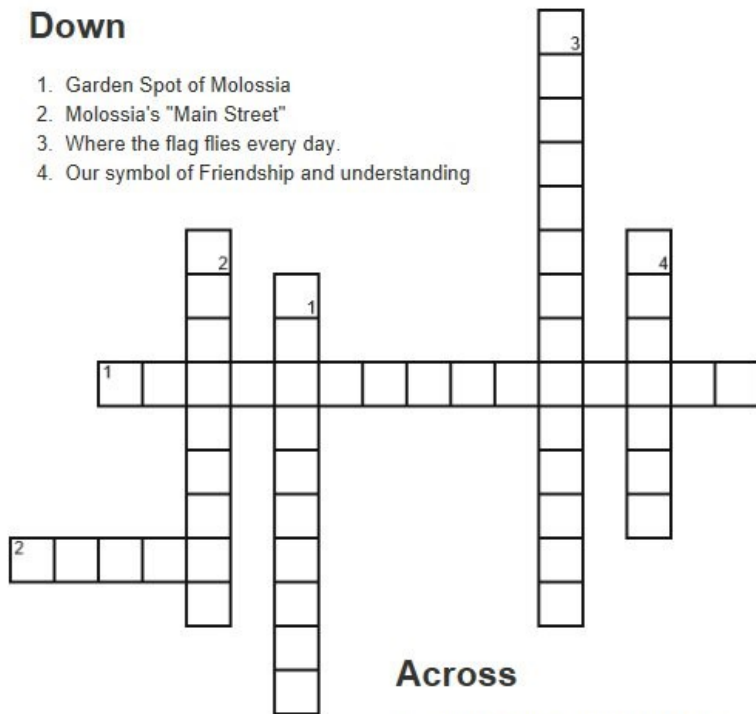 Down
1. Garden Spot of Molossia
2. Molossia's "Main Street"
3. Where the flag flies every day.
4. Our symbol of Friendship and understanding
3
2
4
1
1
2
Across